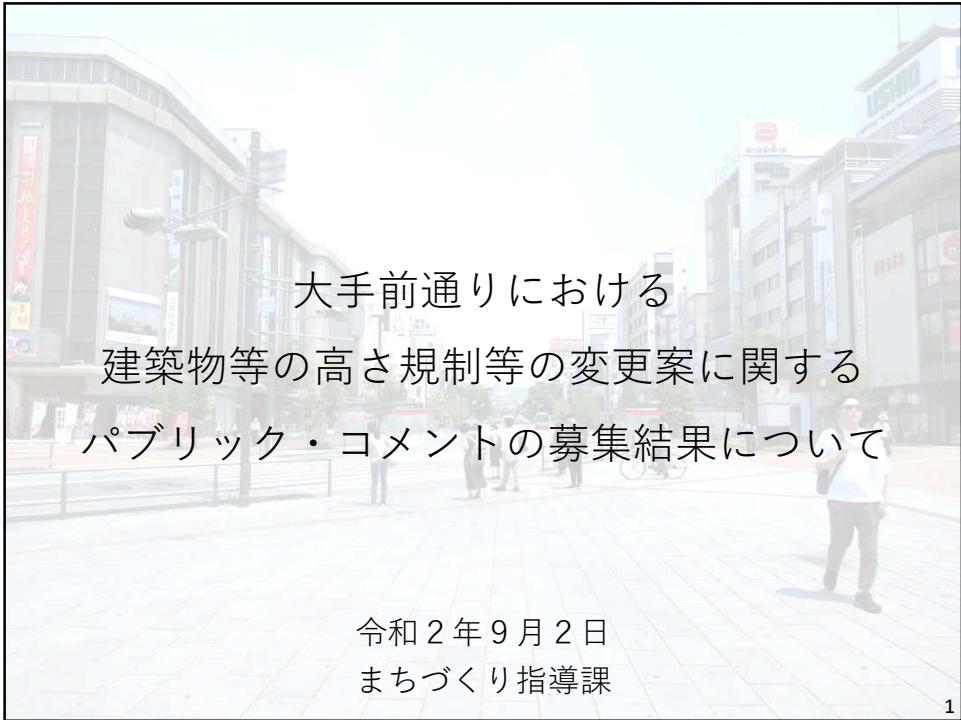 大手前通りにおける
建築物等の高さ規制等の変更案に関する
パブリック・コメントの募集結果について
USHIO
令和２年９月２日
まちづくり指導課
1